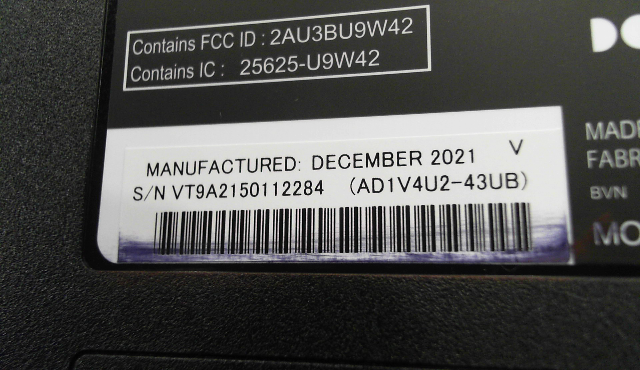 Contains FCC ID : 2AU3BU9W42
Contains IC : 25625-U9W42
MANUFACTURED: DECEMBER 2021 V
S/N VT9A2150112284 (AD1V4U2-43UB)
MADE
FABR
BVN
MO